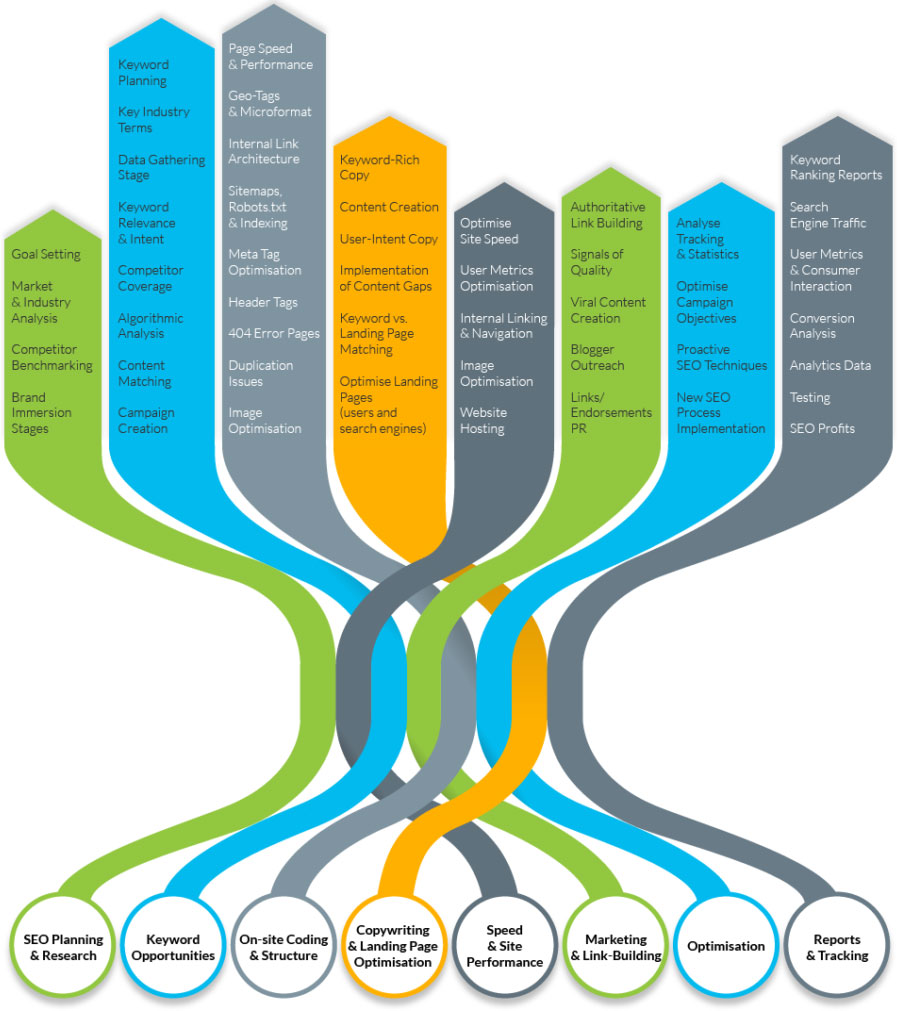 Goal Setting
Market
& Industry
Analysis
Competitor
Benchmarking
Brand
Immersion
Stages
Keyword
Planning
Key Industry
Terms
Data Gathering
Stage
Keyword
Relevance
& Intent
Competitor
Coverage
Algorithmic
Analysis
Content
Matching
Campaign
Creation
Page Speed
& Performance
Geo-Tags
& Microformat
Internal Link
Architecture
Sitemaps,
Robots.txt
& Indexing
Meta Tag
Optimisation
Header Tags
404 Error Pages
Duplication
Issues
Image
Optimisation
Keyword-Rich
Copy
Content Creation
User-Intent Copy
Implementation
of Content Gaps
Keyword vs.
Landing Page
Matching
Optimise Landing
Pages
(users and
search engines)
Optimise
Site Speed
User Metrics
Optimisation
Internal Linking
& Navigation
Image
Optimisation
Website
Hosting
Authoritative
Link Building
Signals of
Quality
Viral Content
Creation
Blogger
Outreach
Links/
Endorsements
PR
Analyse
Tracking
& Statistics
Optimise
Campaign
Objectives
Proactive
SEO Techniques
New SEO
Process
Implementation
Keyword
Ranking Reports
Search
Engine Traffic
User Metrics
& Consumer
Interaction
Conversion
Analysis
Analytics Data
Testing
SEO Profits
SEO Planning
& Research
Keyword
Opportunities
On-site Coding
& Structure
Copywriting
& Landing Page
Optimisation
Speed
& Site
Performance
Marketing
& Link-Building
Optimisation
Reports
& Tracking